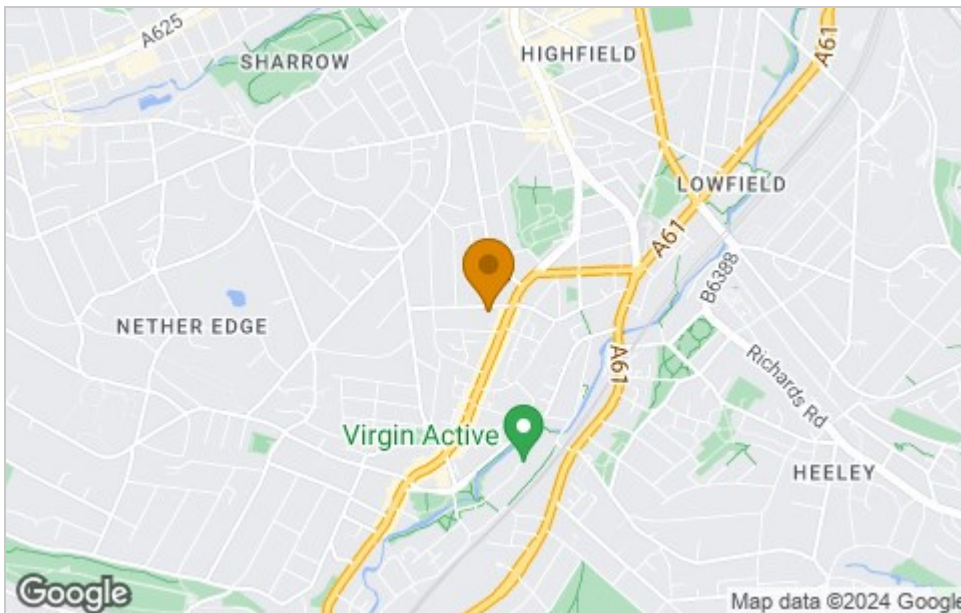 A625
SHARROW
HIGHFIELD
A61
LOWFIELD
A61
B6388
NETHER EDGE
A61
Richards Rd
Virgin Active
HEELEY
Google
Map data ©2024 Google